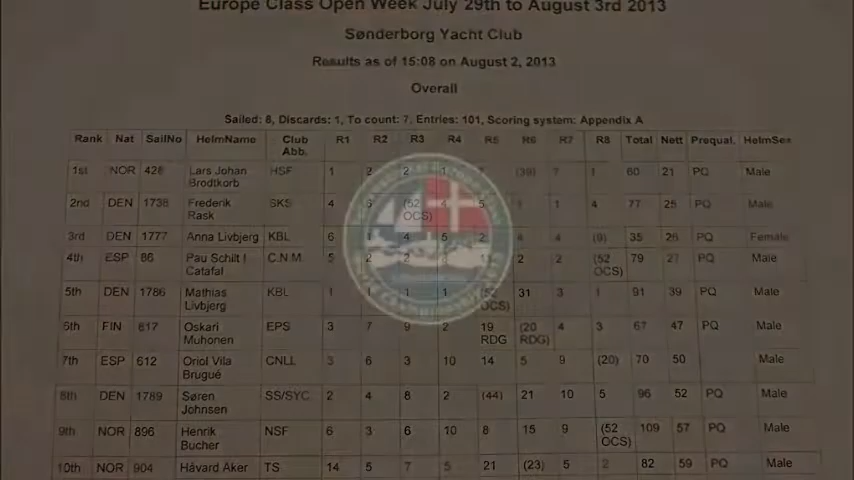 Europe Class Open Week July 29th to August 3rd 2013
Sønderborg Yacht Club
Results as of 15:08 on August 2, 2013
Overall
Sailed: 8, Discards: 1, To count: 7, Entries: 101, Scoring system: Appendix A
Rank Nat SailNo HelmName Club Abb. R1 R2 R3 R4 R5 R6 R7 R8 Total Nett Prequal. HelmSex
1st NOR 428 Lars Johan Brodtkorb HSF 1 2 2 1 (39) 7 1 60 21 PQ Male
2nd DEN 1738 Frederik Rask SKS 4 5 (52 OCS) 4 5 1 1 4 77 25 PQ Male
3rd DEN 1777 Anna Livbjerg KBL 6 1 4 5 2 4 4 (9) 35 26 PQ Female
4th ESP 86 Pau Schilt I Catafal C.N.M 5 2 2 2 2 (52 OCS) 79 27 PQ Male
5th DEN 1786 Mathias Livbjerg KBL 1 1 1 1 (52 OCS) 31 3 1 91 39 PQ Male
6th FIN 817 Oskari Muhonen EPS 3 7 9 2 19 RDG (20 RDG) 4 3 67 47 PQ Male
7th ESP 612 Oriol Vila Brugué CNLL 3 6 3 10 14 5 9 (20) 70 50 Male
8th DEN 1789 Søren Johnsen SS/SYC 2 4 8 2 (44) 21 10 5 96 52 PQ Male
9th NOR 896 Henrik Bucher NSF 6 3 6 10 8 15 9 (52 OCS) 109 57 PQ Male
10th NOR 904 Håvard Aker TS 14 5 7 5 21 (23) 5 2 82 59 PQ Male